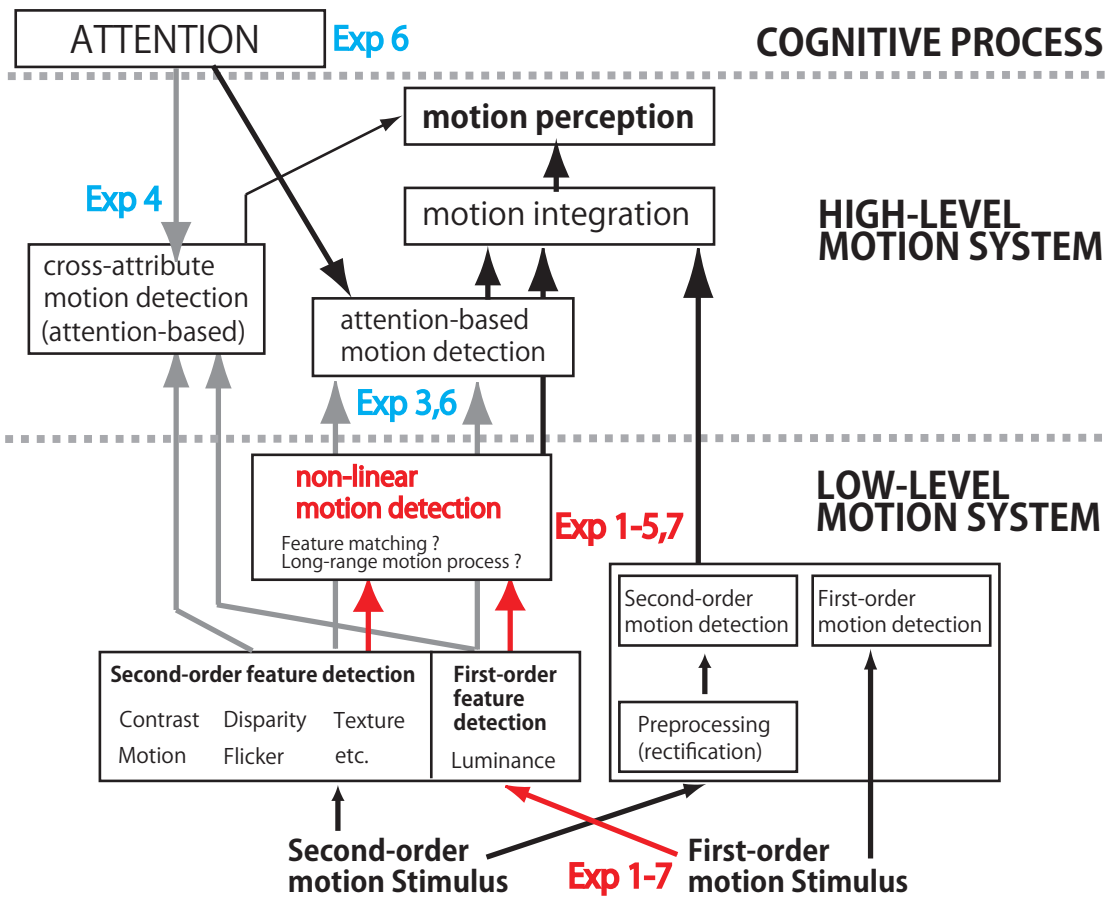 ATTENTION
Exp 6
COGNITIVE PROCESS
motion perception
Exp 4
motion integration
HIGH-LEVEL
MOTION SYSTEM
cross-attribute
motion detection
(attention-based)
attention-based
motion detection
Exp 3,6
non-linear
motion detection
Feature matching ?
Long-range motion process ?
Exp 1-5,7
LOW-LEVEL
MOTION SYSTEM
Second-order
motion detection
First-order
motion detection
Preprocessing
(rectification)
Second-order feature detection
Contrast Disparity Texture
Motion Flicker etc.
First-order
feature
detection
Luminance
Second-order
motion Stimulus
Exp 1-7
First-order
motion Stimulus